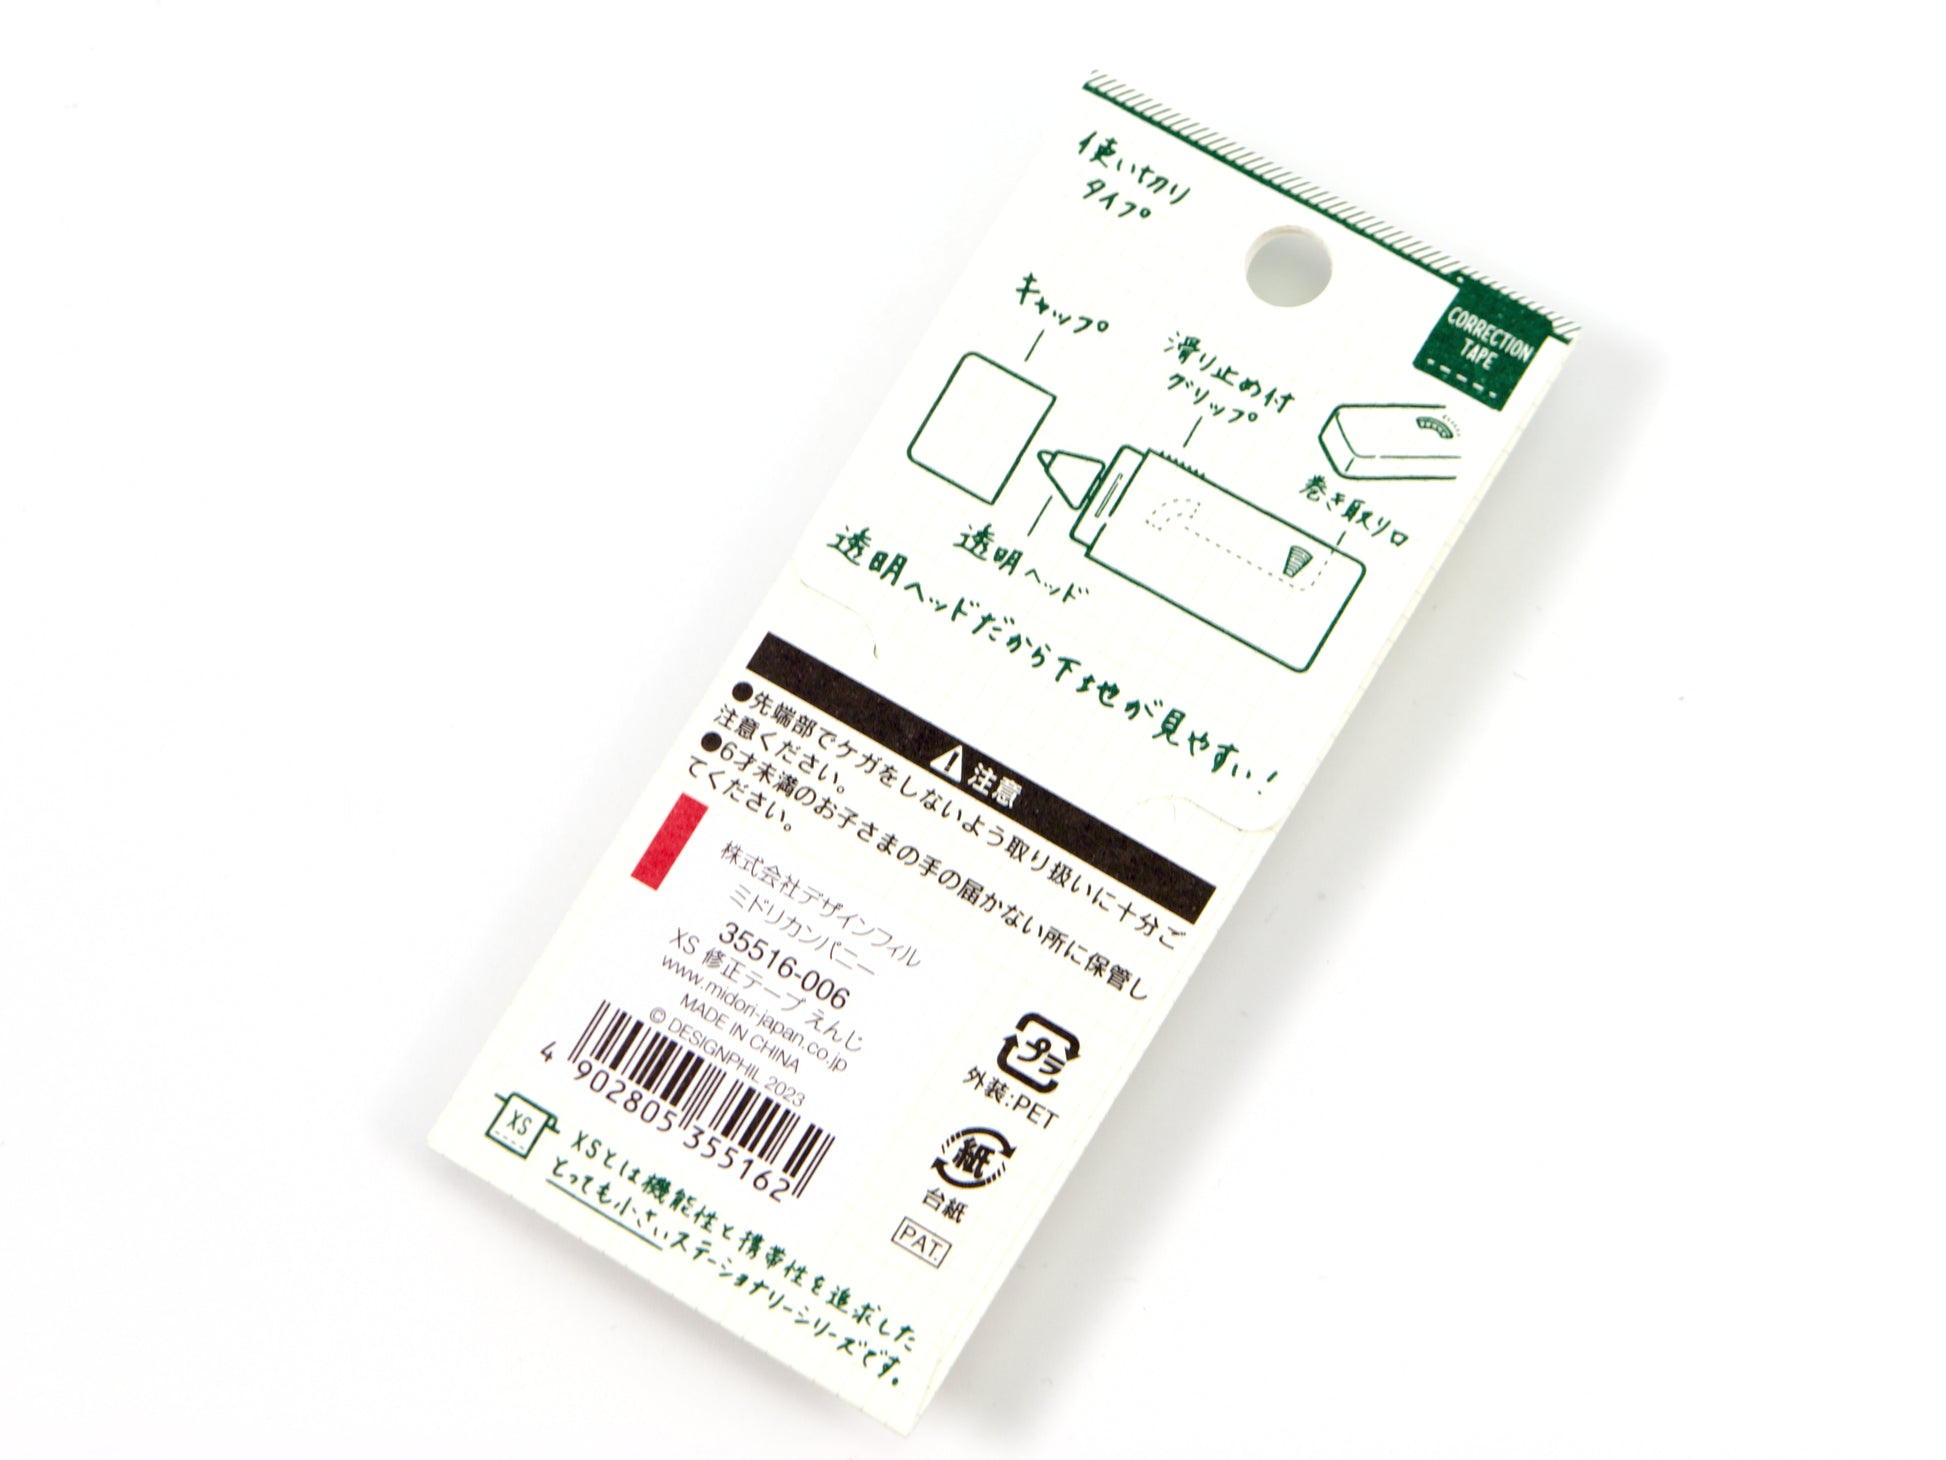 使い切り
タイプ
CORRECTION
TAPE
キャップ
滑り止め付
グリップ
巻き取り口
透明ヘッド
透明ヘッドだから下地が見やすい!
注意
●先端部でケガをしないよう取り扱いに十分ご
注意ください。
●6才未満のお子さまの手の届かない所に保管し
てください。
株式会社デザインフィル
ミドリカンパニー
35516-006
XS 修正テープ えんじ
www.midori-japan.co.jp
MADE IN CHINA
© DESIGNPHIL 2023
4 902805 355162
プラ
外装:PET
紙
台紙
PAT.
XS
XSとは機能性と携帯性を追求した
とっても小さいステーショナリーシリーズです。